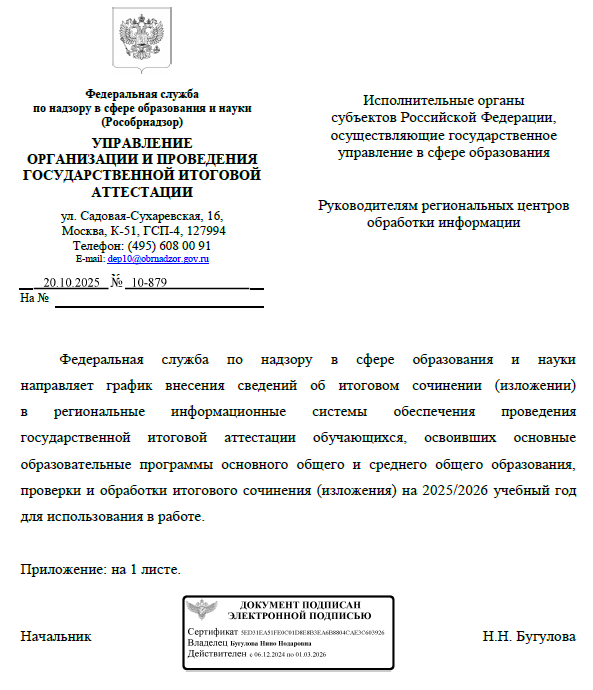 Федеральная служба
по надзору в сфере образования и науки
(Рособрнадзор)
УПРАВЛЕНИЕ
ОРГАНИЗАЦИИ И ПРОВЕДЕНИЯ
ГОСУДАРСТВЕННОЙ ИТОГОВОЙ
АТТЕСТАЦИИ
ул. Садовая-Сухаревская, 16,
Москва, К-51, ГСП-4, 127994
Телефон: (495) 608 00 91
E-mail: dep10@obrnadzor.gov.ru
20.10.2025 № 10-879
На №
Исполнительные органы
субъектов Российской Федерации,
осуществляющие государственное
управление в сфере образования
Руководителям региональных центров
обработки информации
Федеральная служба по надзору в сфере образования и науки
направляет график внесения сведений об итоговом сочинении (изложении)
в региональные информационные системы обеспечения проведения
государственной итоговой аттестации обучающихся, освоивших основные
образовательные программы основного общего и среднего общего образования,
проверки и обработки итогового сочинения (изложения) на 2025/2026 учебный год
для использования в работе.
Приложение: на 1 листе.
Начальник
ДОКУМЕНТ ПОДПИСАН
ЭЛЕКТРОННОЙ ПОДПИСЬЮ
Сертификат
Владелец Бугулова Нино Нодаровна
Действителен с 06.12.2024 по 01.03.2026
Н.Н. Бугулова